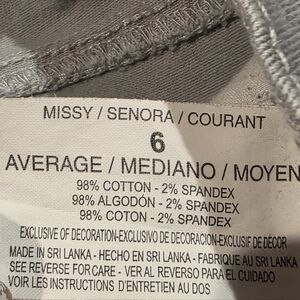 MISSY / SENORA / COURANT
6
AVERAGE / MEDIANO / MOYEN
98% COTTON - 2% SPANDEX
98% ALGODÓN - 2% SPANDEX
98% COTON - 2% SPANDEX
EXCLUSIVE OF DECORATION-EXCLUSIVO DE DECORACION-EXCLUSIF DE DÉCOR
MADE IN SRI LANKA - HECHO EN SRI LANKA - FABRIQUE AU SRI LANKA
SEE REVERSE FOR CARE - VER AL REVERSO PARA EL CUIDADO
VOIR LES INSTRUCTIONS D'ENTRETIEN AU DOS